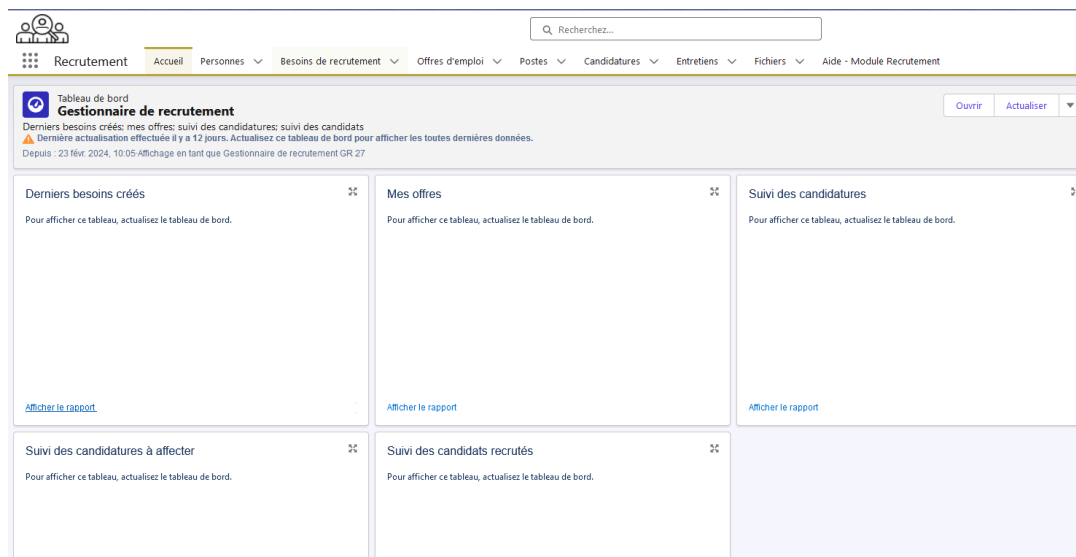 Recherchez...
Recrutement Accueil Personnes Besoins de recrutement Offres d'emploi Postes Candidatures Entretiens Fichiers Aide - Module Recrutement
Tableau de bord
Gestionnaire de recrutement
Ouvrir Actualiser
Derniers besoins créés; mes offres; suivi des candidatures; suivi des candidats
Dernière actualisation effectuée il y a 12 jours. Actualisez ce tableau de bord pour afficher les toutes dernières données.
Depuis : 23 févr. 2024, 10:05·Affichage en tant que Gestionnaire de recrutement GR 27
Derniers besoins créés
Pour afficher ce tableau, actualisez le tableau de bord.
Afficher le rapport
Mes offres
Pour afficher ce tableau, actualisez le tableau de bord.
Afficher le rapport
Suivi des candidatures
Pour afficher ce tableau, actualisez le tableau de bord.
Afficher le rapport
Suivi des candidatures à affecter
Pour afficher ce tableau, actualisez le tableau de bord.
Suivi des candidats recrutés
Pour afficher ce tableau, actualisez le tableau de bord.